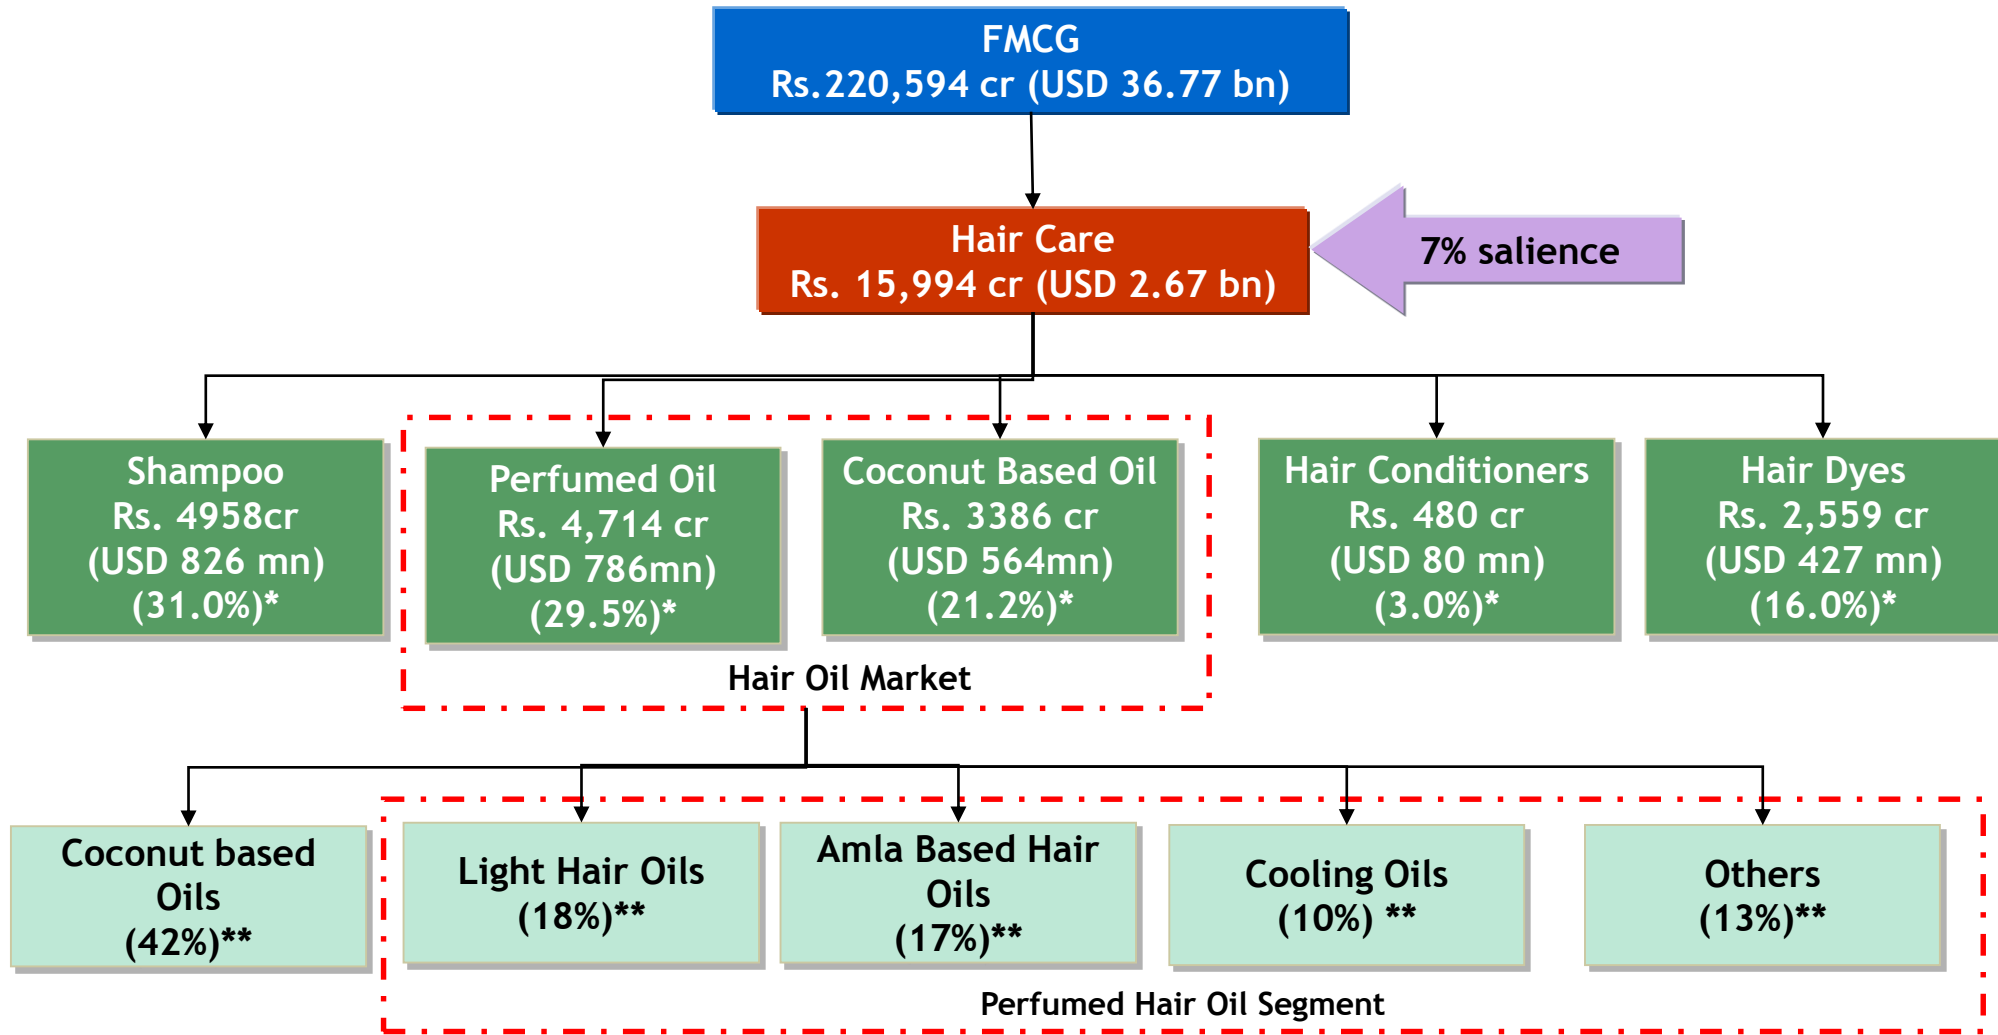 FMCG
Rs.220,594 cr (USD 36.77 bn)
Hair Care
Rs. 15,994 cr (USD 2.67 bn)
7% salience
Shampoo
Rs. 4958cr
(USD 826 mn)
(31.0%)*
Perfumed Oil
Rs. 4,714 cr
(USD 786mn)
(29.5%)*
Coconut Based Oil
Rs. 3386 cr
(USD 564mn)
(21.2%)*
Hair Conditioners
Rs. 480 cr
(USD 80 mn)
(3.0%)*
Hair Dyes
Rs. 2,559 cr
(USD 427 mn)
(16.0%)*
Hair Oil Market
Coconut based
Oils
(42%)**
Light Hair Oils
(18%)**
Amla Based Hair
Oils
(17%)**
Cooling Oils
(10%) **
Others
(13%)**
Perfumed Hair Oil Segment